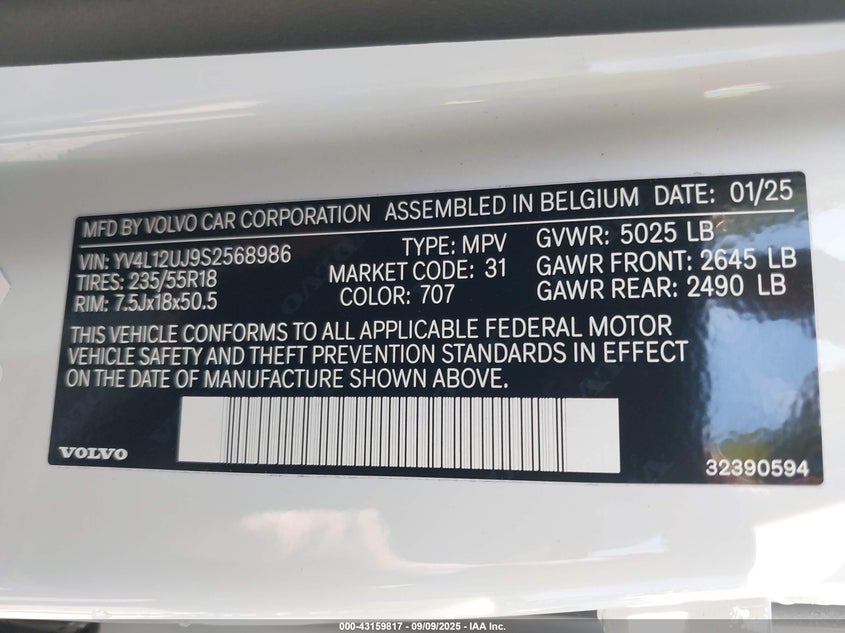 MFD BY VOLVO CAR CORPORATION ASSEMBLED IN BELGIUM DATE: 01/25
VIN: YV4L12UJ9S2568986 TYPE: MPV GVWR: 5025 LB
TIRES: 235/55R18 MARKET CODE: 31 GAWR FRONT: 2645 LB
RIM: 7.5Jx18x50.5 COLOR: 707 GAWR REAR: 2490 LB
THIS VEHICLE CONFORMS TO ALL APPLICABLE FEDERAL MOTOR
VEHICLE SAFETY AND THEFT PREVENTION STANDARDS IN EFFECT
ON THE DATE OF MANUFACTURE SHOWN ABOVE.
VOLVO
32390594
000-43159817 - 09/09/2025 - IAA Inc.